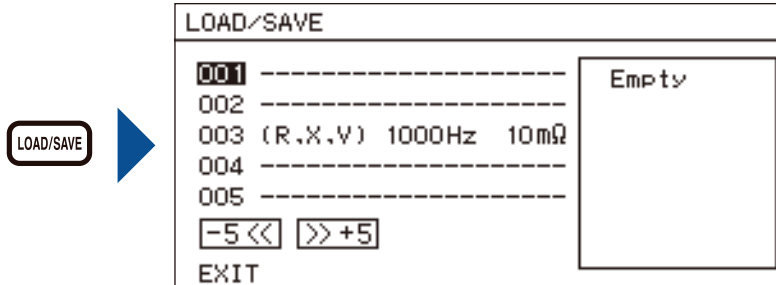 LOAD/SAVE
LOAD/SAVE
001 --------------------
002 --------------------
003 (R,X,V) 1000Hz 10mΩ
004 --------------------
005 --------------------
-5<< >>+5
EXIT
Empty